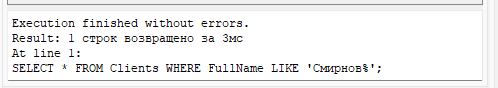 Execution finished without errors.
Result: 1 строк возвращено за 3мс
At line 1:
SELECT * FROM Clients WHERE FullName LIKE 'Смирнов%';